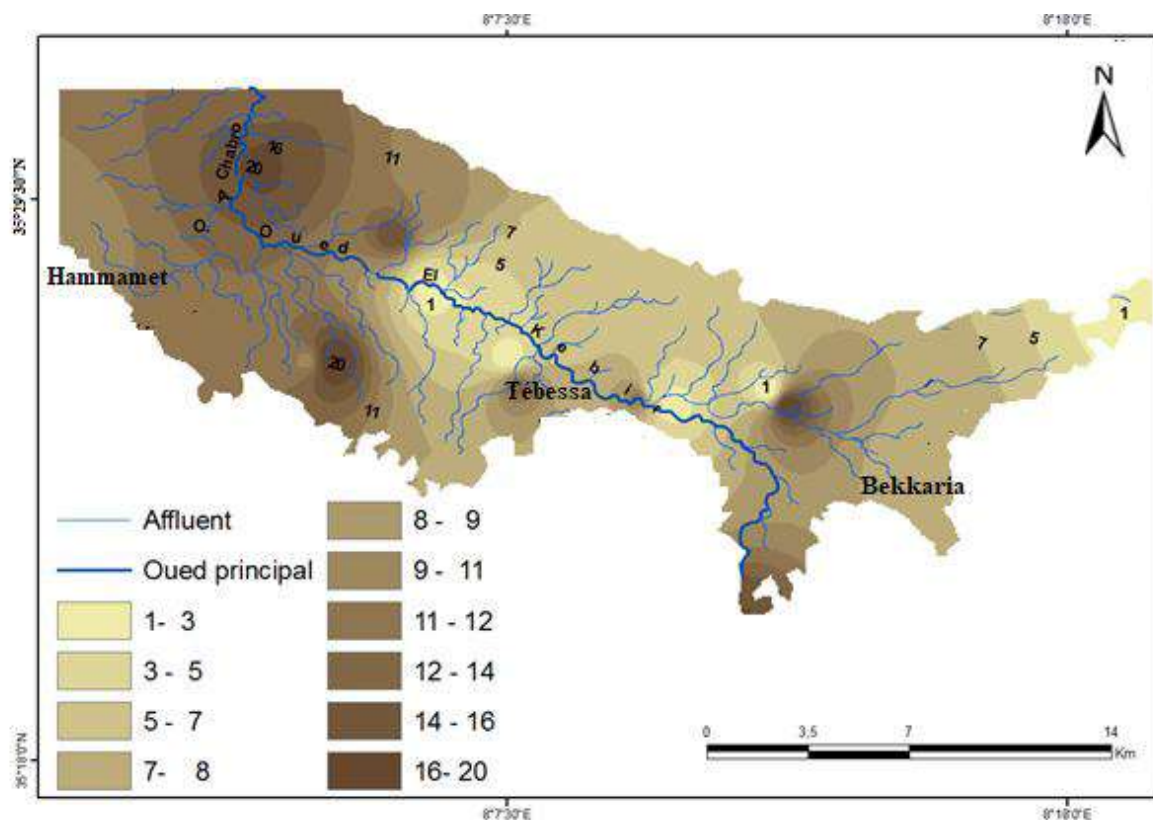 8°7'30"E
8°18'0"E
N
35°29'30"N
35°18'0"N
O. Chabro
16
20
11
Oued El Kebir
7
5
1
Hammamet
20
11
Tébessa
1
7
5
1
Bekkaria
Affluent
Oued principal
1- 3
3 - 5
5 - 7
7- 8
8 - 9
9 - 11
11 - 12
12 - 14
14 - 16
16- 20
0 3,5 7 14
Km
8°7'30"E
8°18'0"E